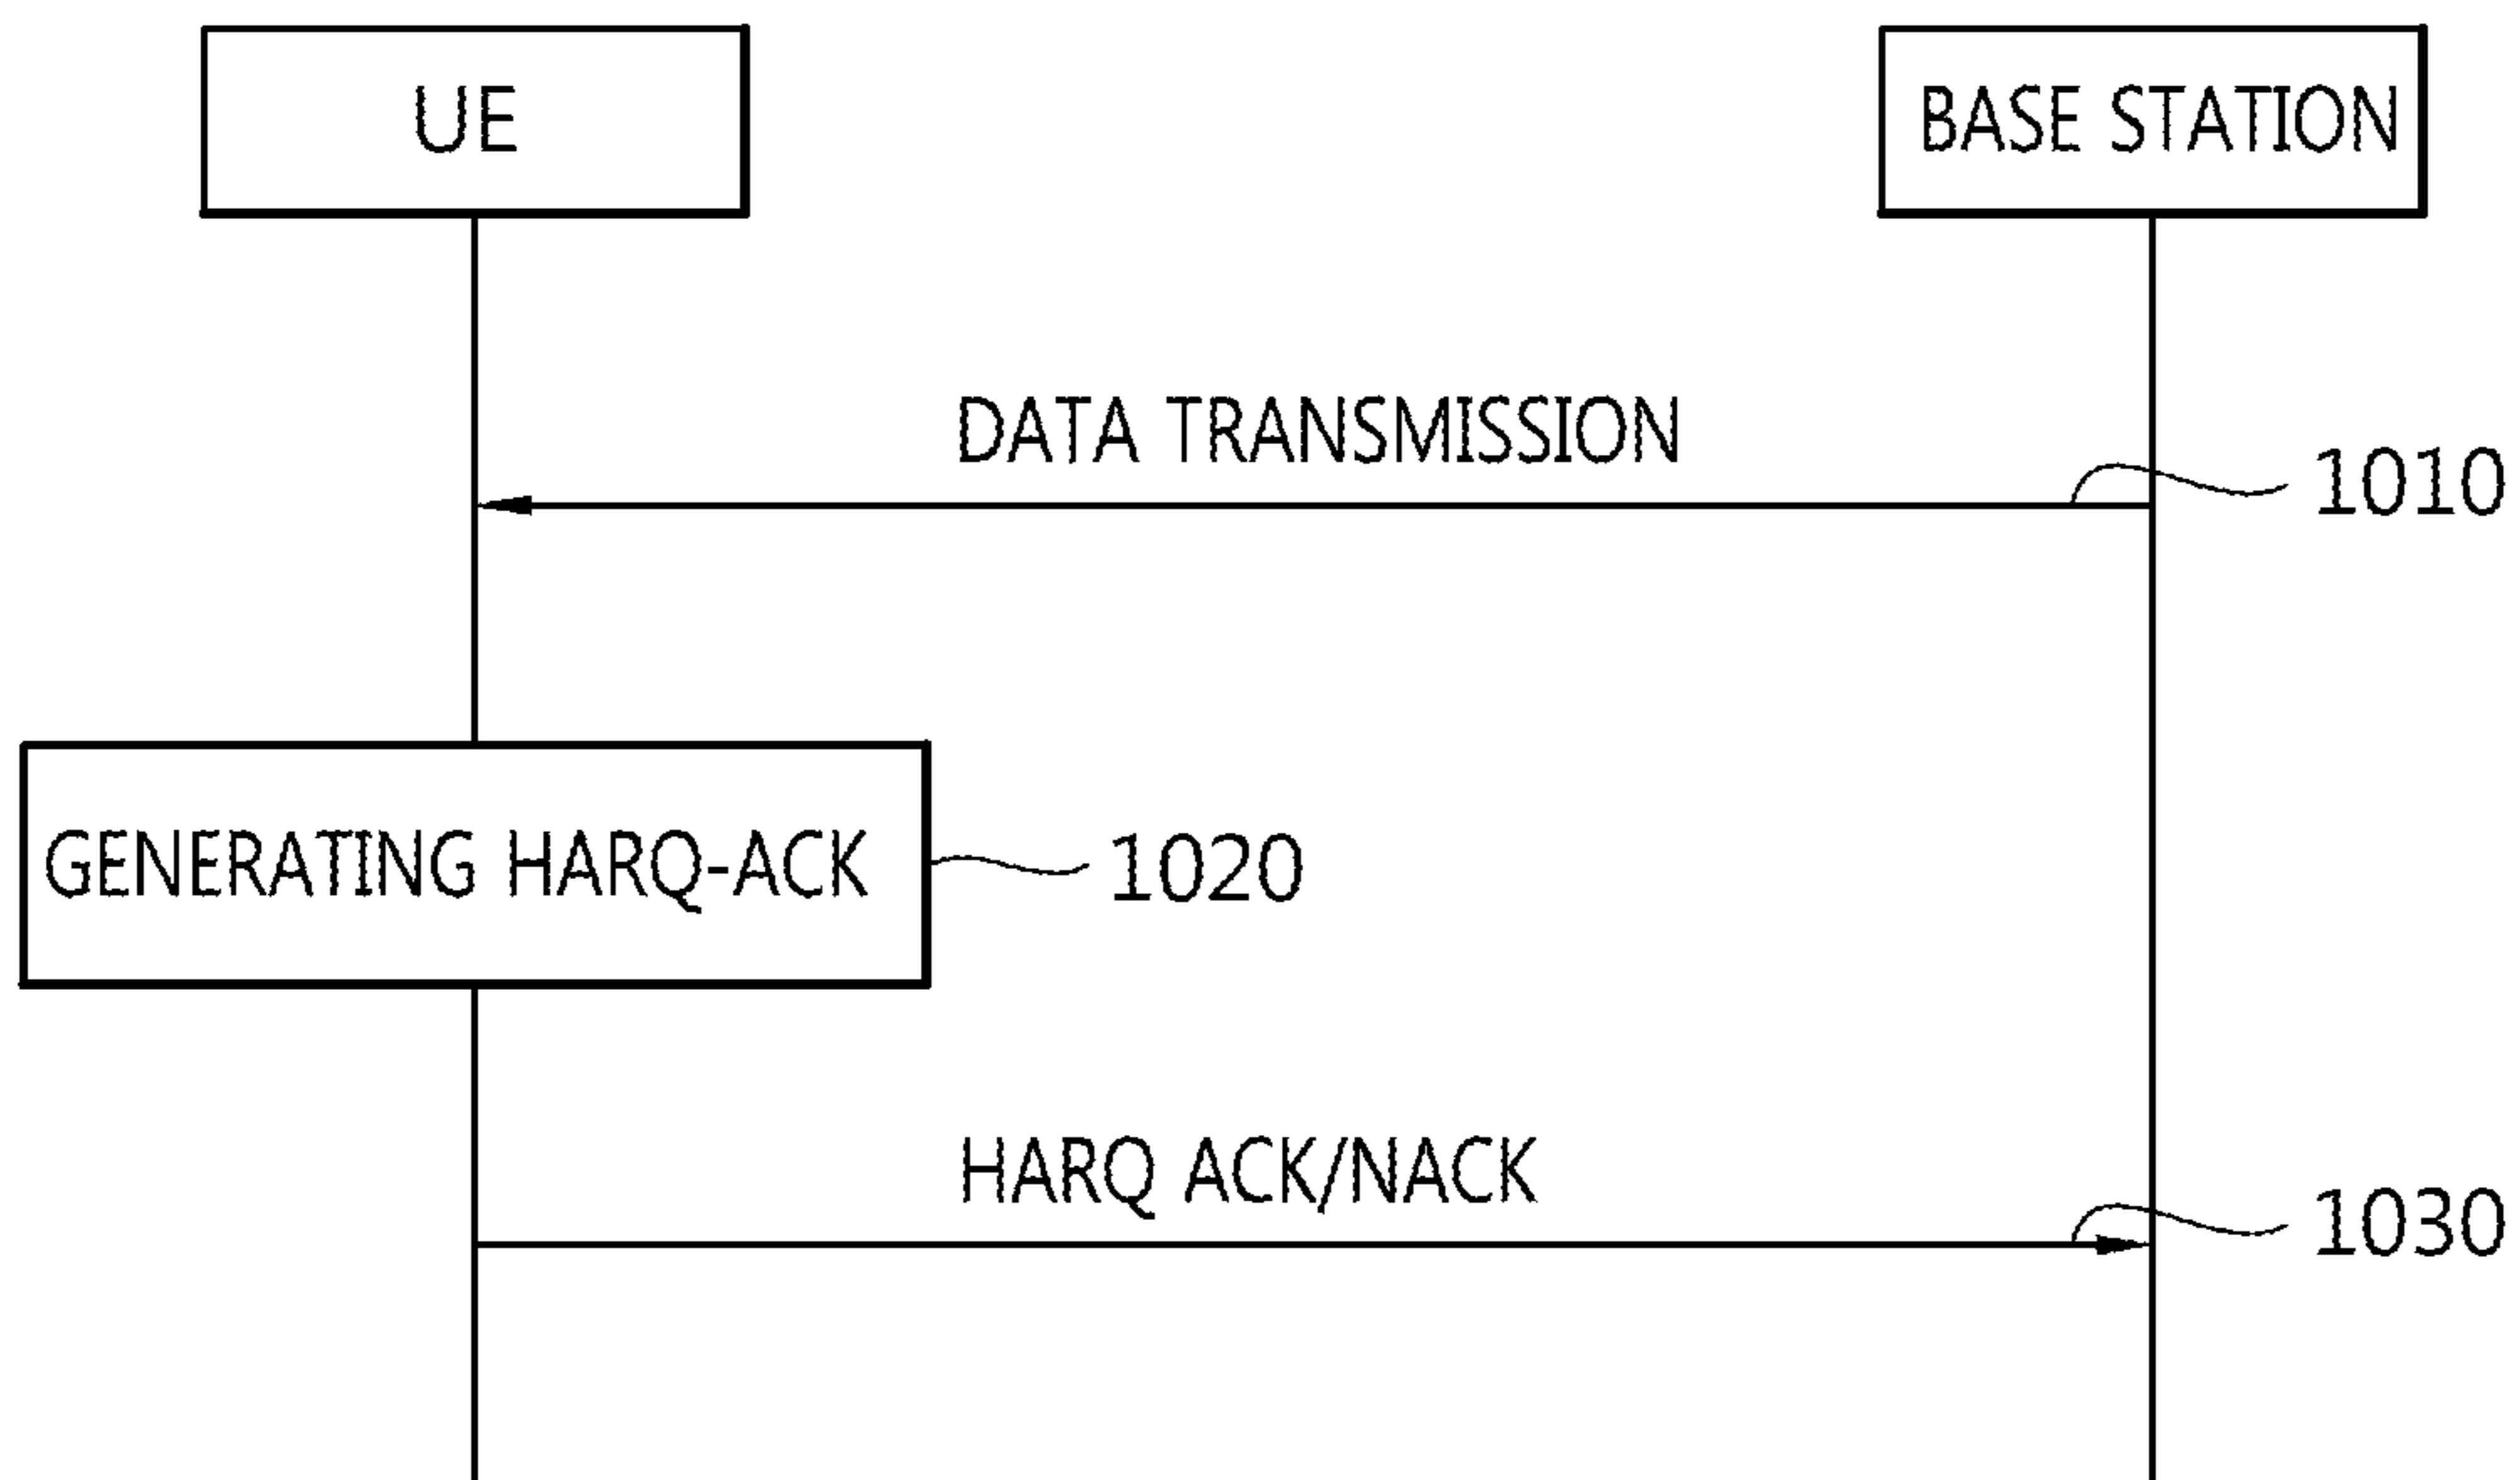 UE
BASE STATION
DATA TRANSMISSION
1010
GENERATING HARQ-ACK
1020
HARQ ACK/NACK
1030